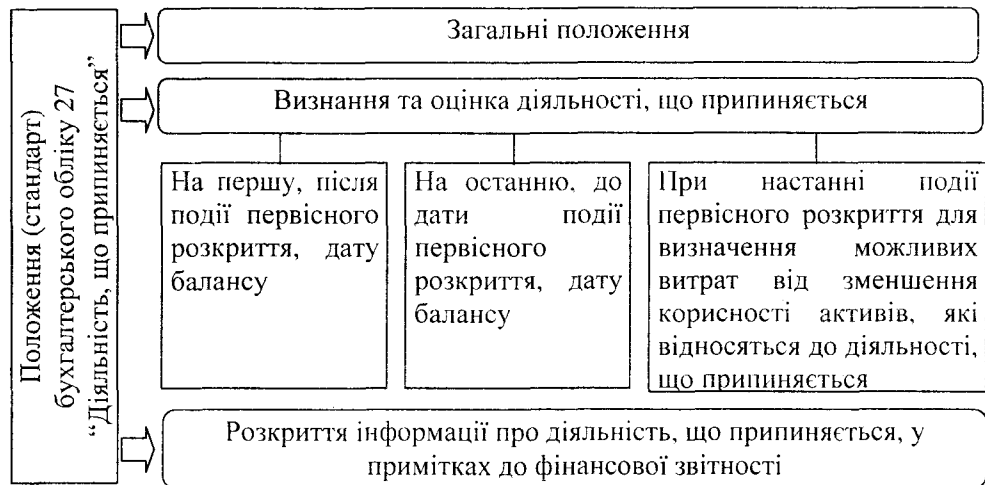 Положення (стандарт)
бухгалтерського обліку 27
“Діяльність, що припиняється”
Загальні положення
Визнання та оцінка діяльності, що припиняється
На першу, після
події первісного
розкриття, дату
балансу
На останню, до
дати події
первісного
розкриття, дату
балансу
При настанні події
первісного розкриття для
визначення можливих
витрат від зменшення
корисності активів, які
відносяться до діяльності,
що припиняється
Розкриття інформації про діяльність, що припиняється, у
примітках до фінансової звітності